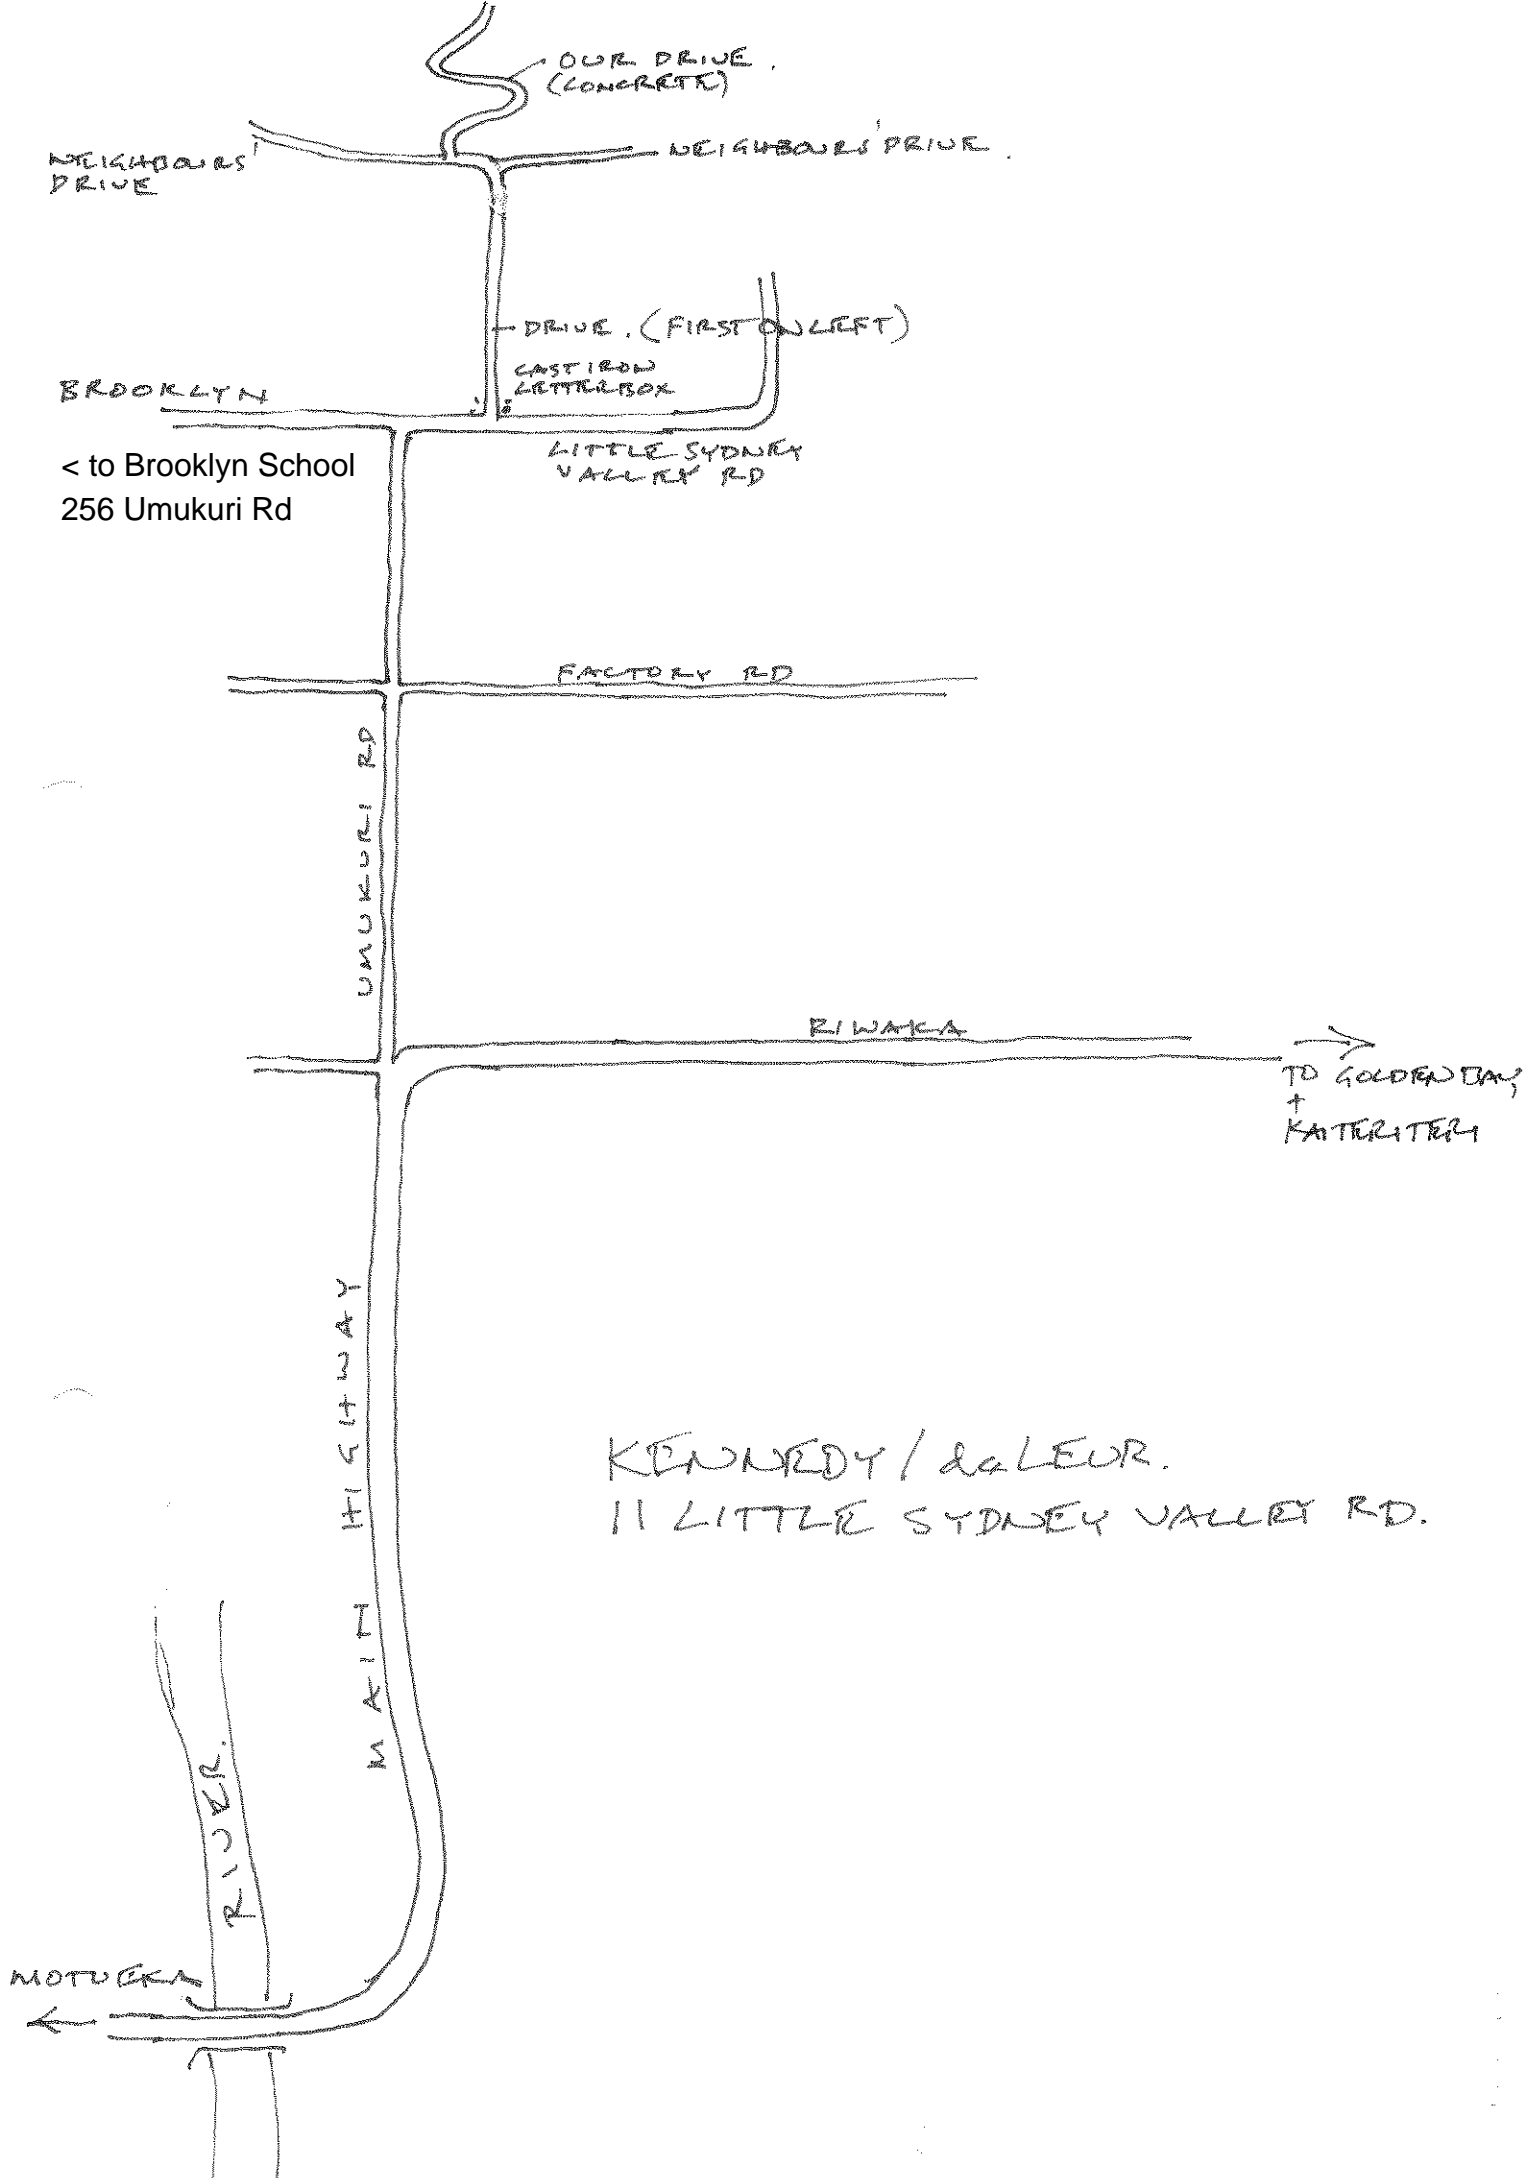 OUR DRIVE.
(CONCRETE)
NEIGHBOURS'
DRIVE
NEIGHBOURS' DRIVE.
DRIVE. (FIRST ON LEFT)
CAST IRON
LETTERBOX
BROOKLYN
LITTLE SYDNEY
VALLEY RD
< to Brooklyn School
256 Umukuri Rd
FACTORY RD
UMUKURI RD
RIWAKA
TO GOLDEN BAY
+
KAITERITERI
MAIN HIGHWAY
KENNEDY / daLEUR.
11 LITTLE SYDNEY VALLEY RD.
RIVER.
MOTUEKA